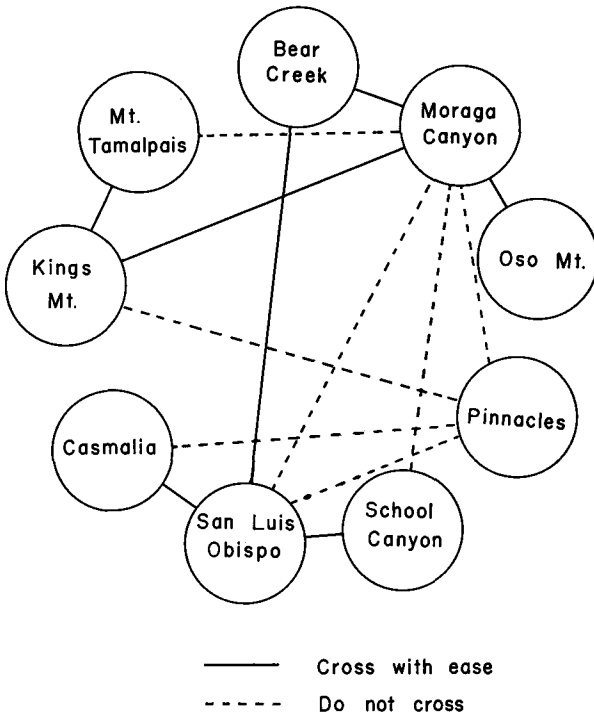 Bear
Creek
Mt.
Tamalpais
Moraga
Canyon
Kings
Mt.
Oso Mt.
Pinnacles
Casmalia
San Luis
Obispo
School
Canyon
Cross with ease
Do not cross